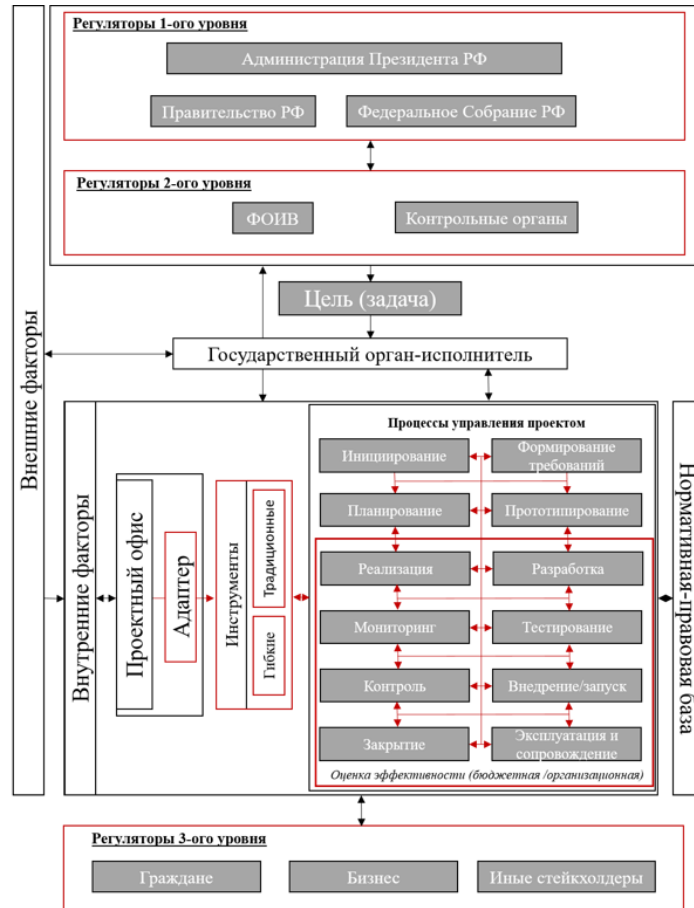 Регуляторы 1-ого уровня
Администрация Президента РФ
Правительство РФ
Федеральное Собрание РФ
Регуляторы 2-ого уровня
ФОИВ
Контрольные органы
Цель (задача)
Государственный орган-исполнитель
Внешние факторы
Внутренние факторы
Проектный офис
Адаптер
Инструменты
Традиционные
Гибкие
Процессы управления проектом
Инициирование
Формирование
требований
Планирование
Прототипирование
Реализация
Разработка
Мониторинг
Тестирование
Контроль
Внедрение/запуск
Закрытие
Эксплуатация и
сопровождение
Оценка эффективности (бюджетная /организационная)
Нормативная-правовая база
Регуляторы 3-ого уровня
Граждане
Бизнес
Иные стейкхолдеры